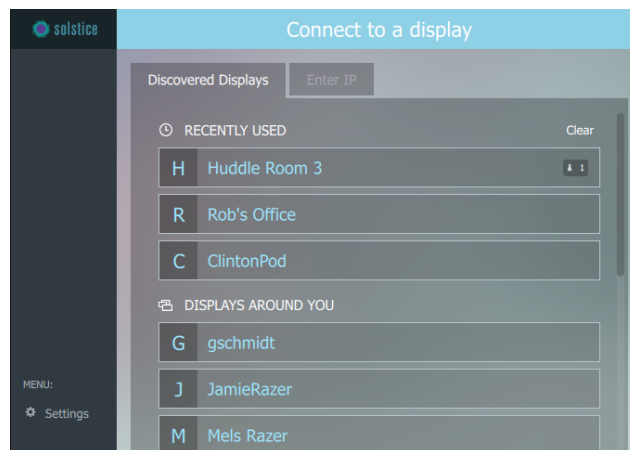 solstice
Connect to a display
Discovered Displays
Enter IP
RECENTLY USED
Clear
H Huddle Room 3
1
R Rob's Office
C ClintonPod
DISPLAYS AROUND YOU
G gschmidt
J JamieRazer
M Mels Razer
MENU:
Settings